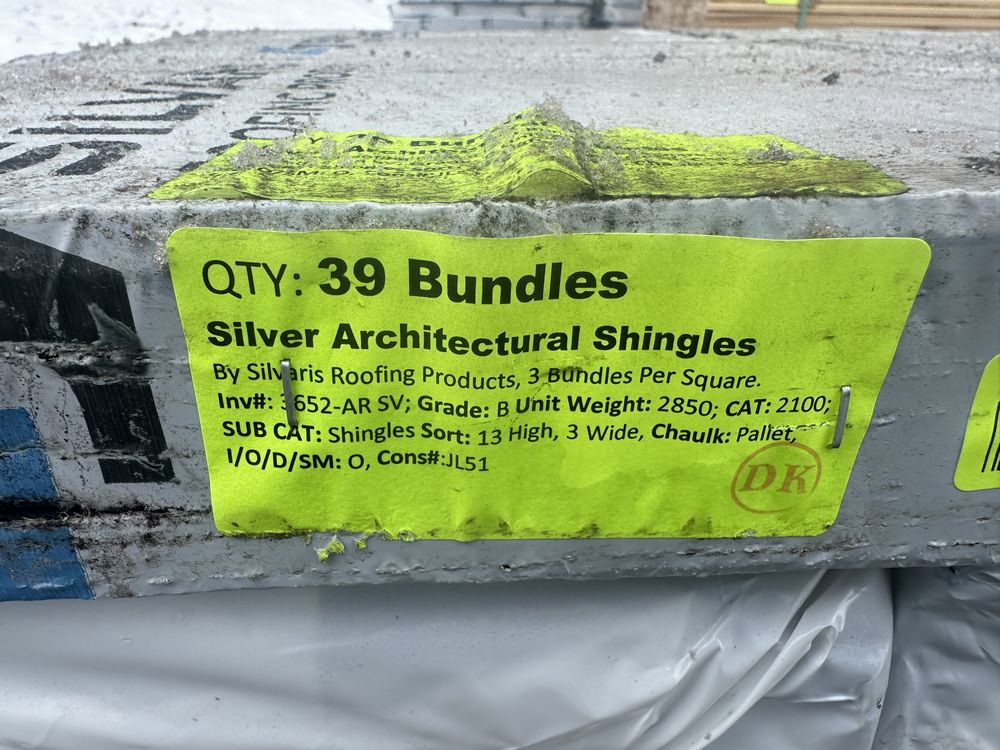 QTY: 39 Bundles
Silver Architectural Shingles
By Silvaris Roofing Products, 3 Bundles Per Square.
Inv#: 3652-AR SV; Grade: B Unit Weight: 2850; CAT: 2100;
SUB CAT: Shingles Sort: 13 High, 3 Wide, Chaulk: Pallet,
I/O/D/SM: O, Cons#:JL51
DK